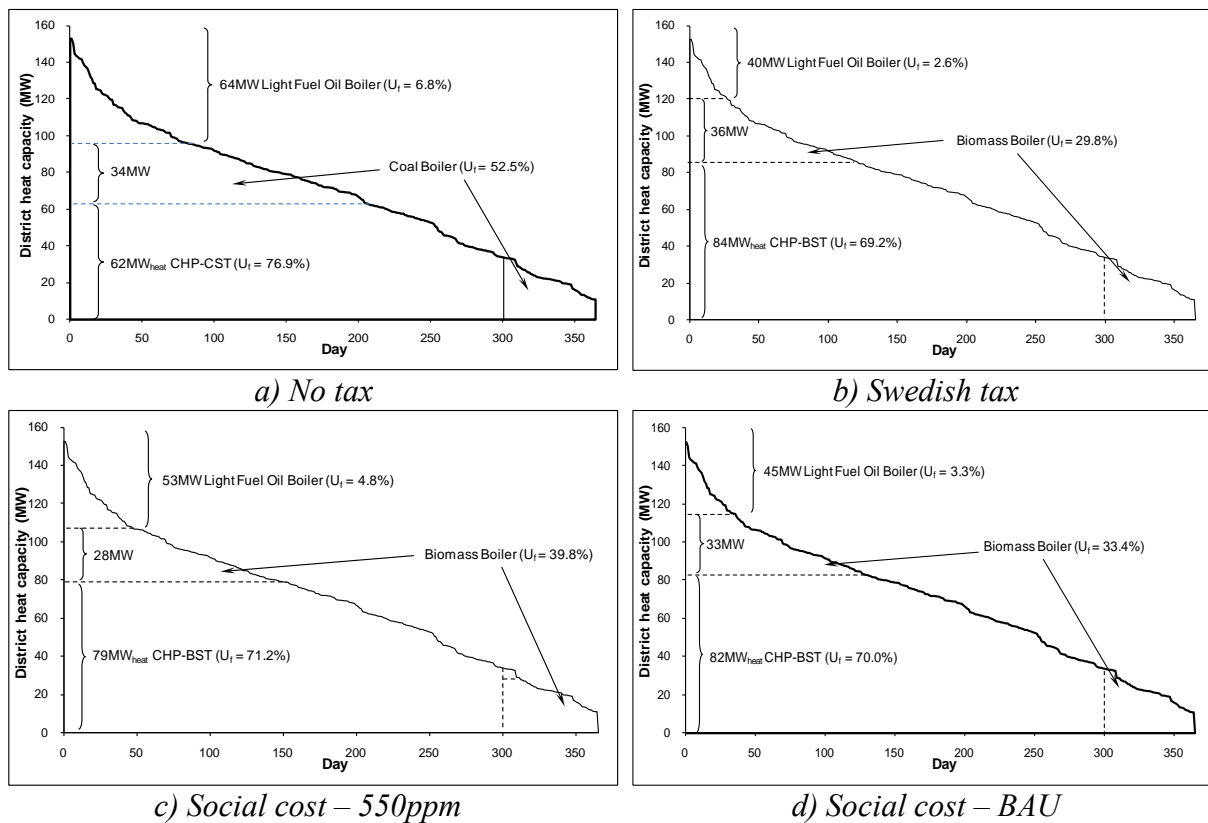 160
140
120
100
80
60
40
20
0
District heat capacity (MW)
64MW Light Fuel Oil Boiler (Uf = 6.8%)
34MW
Coal Boiler (Uf = 52.5%)
62MWheat CHP-CST (Uf = 76.9%)
0 50 100 150 200 250 300 350
Day
a) No tax
160
140
120
100
80
60
40
20
0
District heat capacity (MW)
40MW Light Fuel Oil Boiler (Uf = 2.6%)
36MW
Biomass Boiler (Uf = 29.8%)
84MWheat CHP-BST (Uf = 69.2%)
0 50 100 150 200 250 300 350
Day
b) Swedish tax
160
140
120
100
80
60
40
20
0
District heat capacity (MW)
53MW Light Fuel Oil Boiler (Uf = 4.8%)
28MW
Biomass Boiler (Uf = 39.8%)
79MWheat CHP-BST (Uf = 71.2%)
0 50 100 150 200 250 300 350
Day
c) Social cost – 550ppm
160
140
120
100
80
60
40
20
0
District heat capacity (MW)
45MW Light Fuel Oil Boiler (Uf = 3.3%)
33MW
Biomass Boiler (Uf = 33.4%)
82MWheat CHP-BST (Uf = 70.0%)
0 50 100 150 200 250 300 350
Day
d) Social cost – BAU